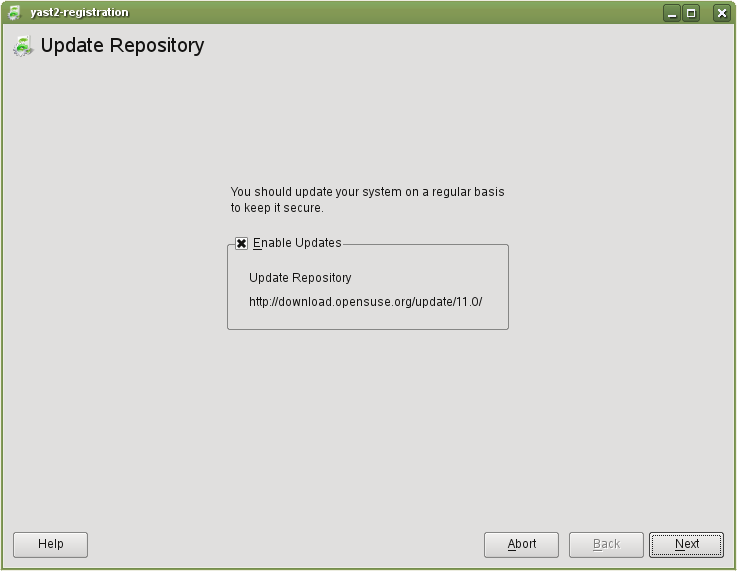 yast2-registration
Update Repository
You should update your system on a regular basis
to keep it secure.
Enable Updates
Update Repository
http://download.opensuse.org/update/11.0/
Help
Abort
Back
Next